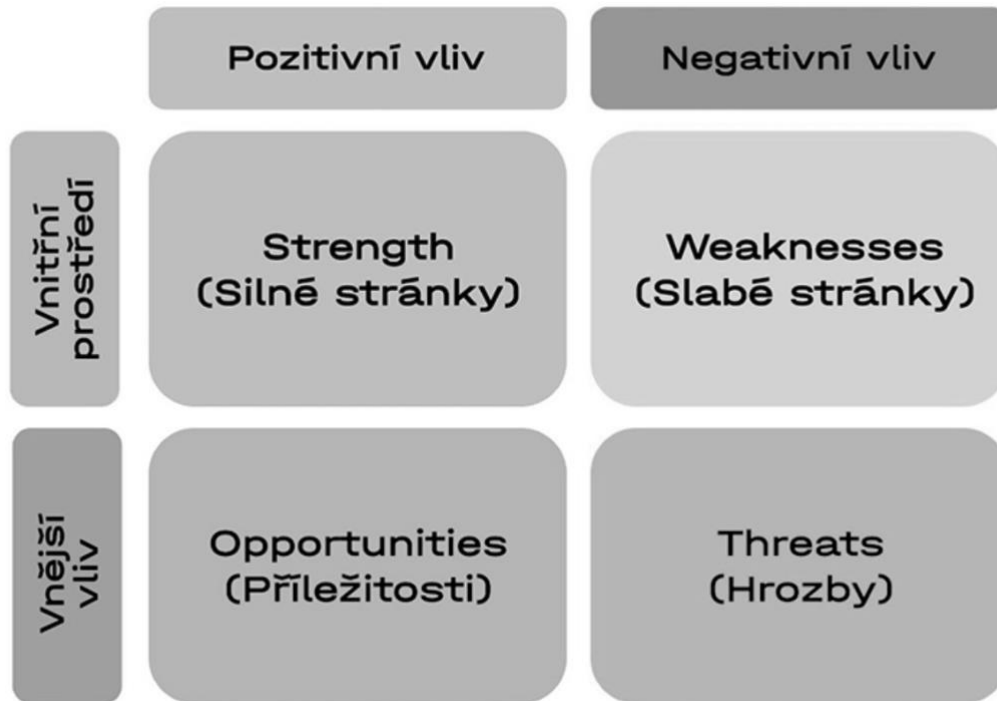 Pozitivní vliv
Negativní vliv
Vnitřní
prostředí
Strength
(Silné stránky)
Weaknesses
(Slabé stránky)
Vnější
vliv
Opportunities
(Příležitosti)
Threats
(Hrozby)